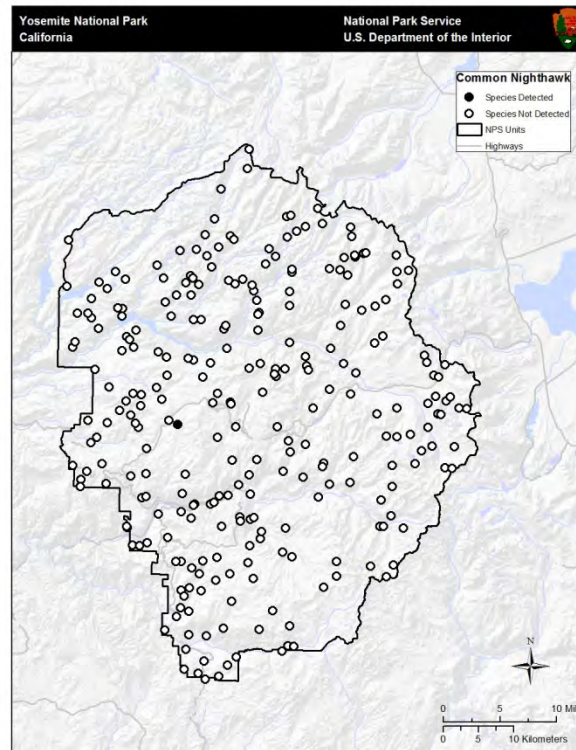 Yosemite National Park
California
National Park Service
U.S. Department of the Interior
Common Nighthawk
Species Detected
Species Not Detected
NPS Units
Highways
N
0 5 10 Mil
0 5 10 Kilometers